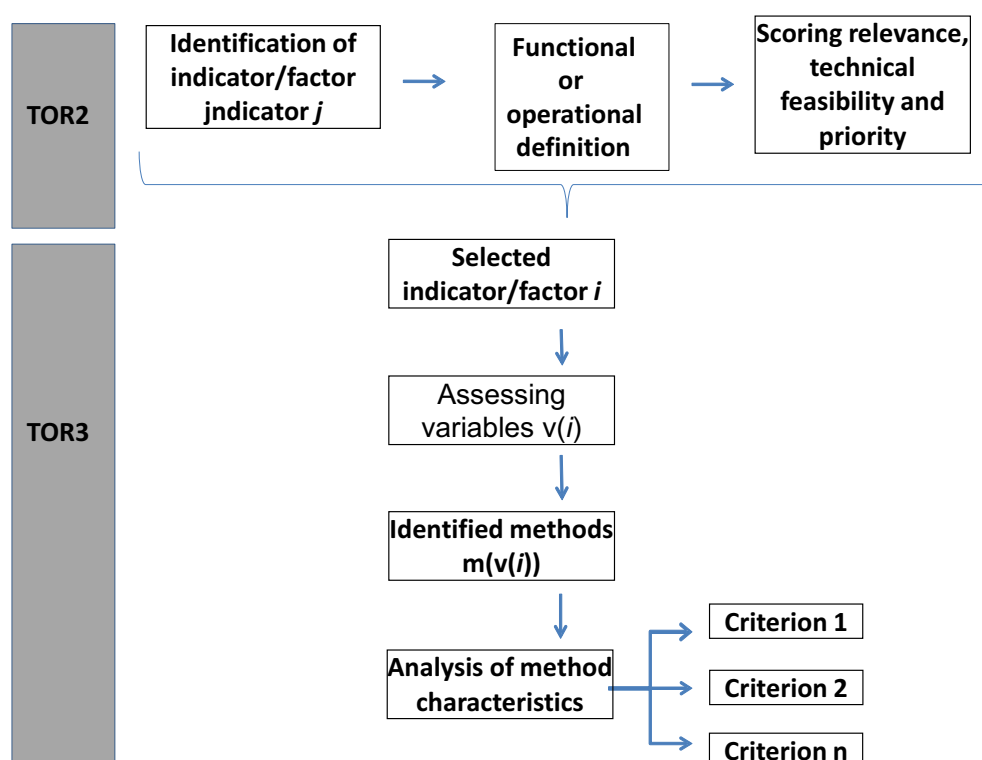 TOR2
Identification of
indicator/factor
jndicator j
Functional
or
operational
definition
Scoring relevance,
technical
feasibility and
priority
TOR3
Selected
indicator/factor i
Assessing
variables v(i)
Identified methods
m(v(i))
Analysis of method
characteristics
Criterion 1
Criterion 2
Criterion n